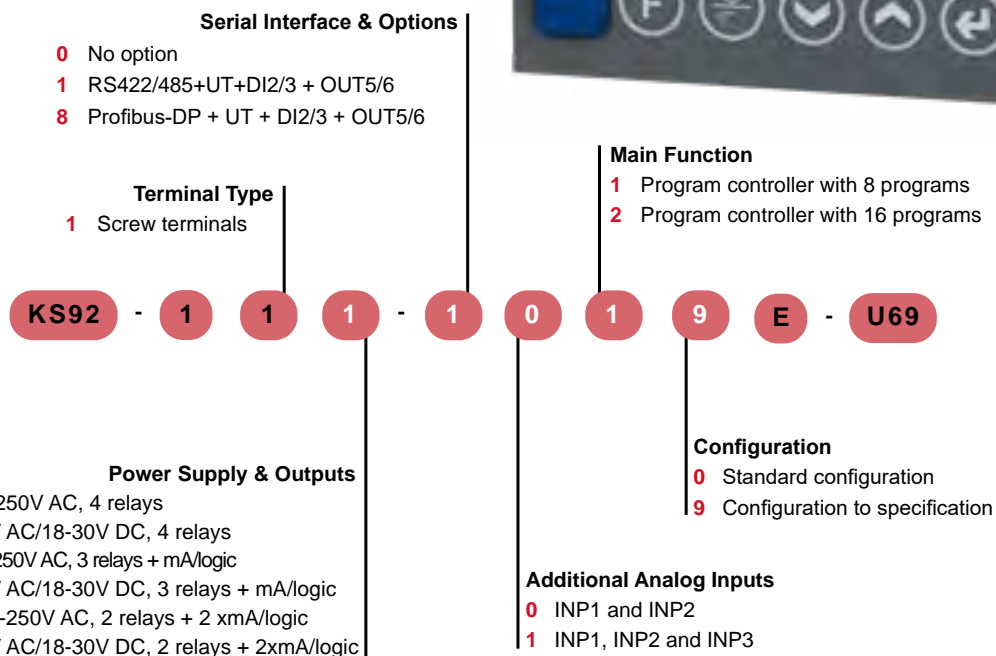 Serial Interface & Options
0 No option
1 RS422/485+UT+DI2/3 + OUT5/6
8 Profibus-DP + UT + DI2/3 + OUT5/6
F
Main Function
1 Program controller with 8 programs
2 Program controller with 16 programs
Terminal Type
1 Screw terminals
KS92 - 1 1 1 - 1 0 1 9 E - U69
Power Supply & Outputs
250V AC, 4 relays
AC/18-30V DC, 4 relays
250V AC, 3 relays + mA/logic
AC/18-30V DC, 3 relays + mA/logic
-250V AC, 2 relays + 2 xmA/logic
AC/18-30V DC, 2 relays + 2xmA/logic
Configuration
0 Standard configuration
9 Configuration to specification
Additional Analog Inputs
0 INP1 and INP2
1 INP1, INP2 and INP3